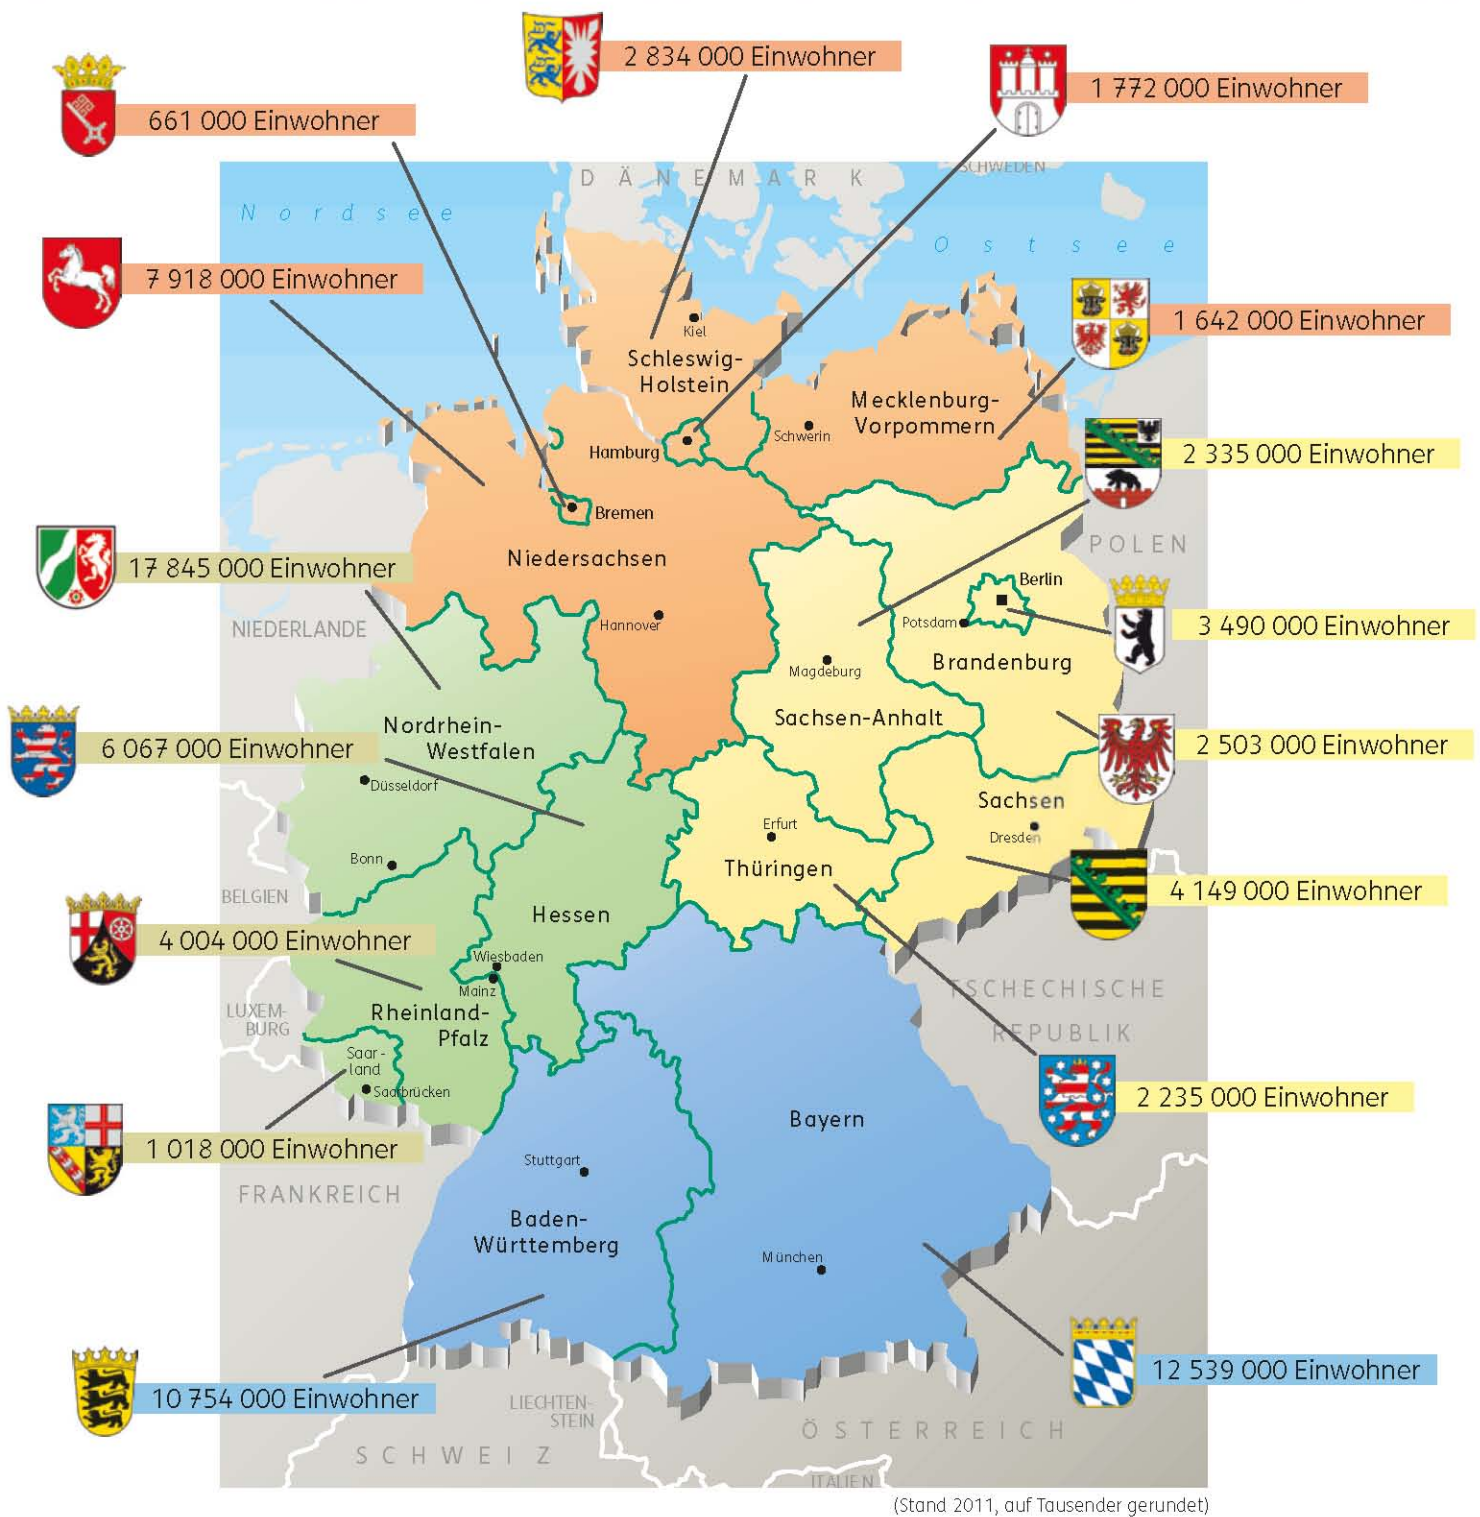 2 834 000 Einwohner
1 772 000 Einwohner
661 000 Einwohner
SCHWEDEN
DÄNEMARK
Nordsee
Ostsee
7 918 000 Einwohner
1 642 000 Einwohner
Kiel
Schleswig-
Holstein
Mecklenburg-
Vorpommern
Schwerin
Hamburg
2 335 000 Einwohner
Bremen
POLEN
Niedersachsen
17 845 000 Einwohner
Berlin
Hannover
Potsdam
3 490 000 Einwohner
NIEDERLANDE
Brandenburg
Magdeburg
Sachsen-Anhalt
Nordrhein-
Westfalen
6 067 000 Einwohner
2 503 000 Einwohner
Düsseldorf
Sachsen
Erfurt
Dresden
Bonn
Thüringen
4 149 000 Einwohner
BELGIEN
Hessen
4 004 000 Einwohner
Wiesbaden
Mainz
TSCHECHISCHE
REPUBLIK
LUXEM-
BURG
Rheinland-
Pfalz
Saar-
land
Saarbrücken
2 235 000 Einwohner
Bayern
1 018 000 Einwohner
Stuttgart
FRANKREICH
Baden-
Württemberg
München
12 539 000 Einwohner
10 754 000 Einwohner
LIECHTEN-
STEIN
ÖSTERREICH
SCHWEIZ
ITALIEN
(Stand 2011, auf Tausender gerundet)